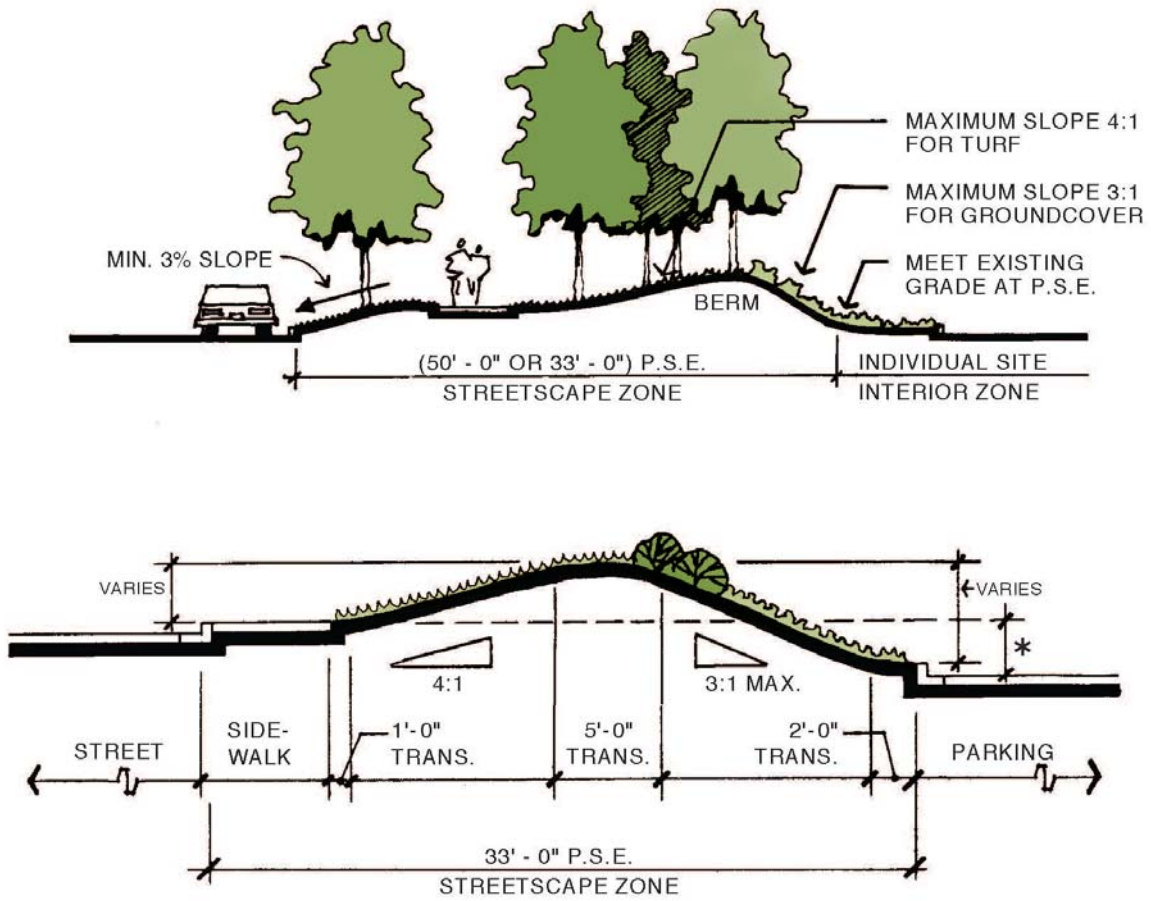 MAXIMUM SLOPE 4:1
FOR TURF
MAXIMUM SLOPE 3:1
FOR GROUNDCOVER
MIN. 3% SLOPE
MEET EXISTING
GRADE AT P.S.E.
BERM
(50' - 0" OR 33' - 0") P.S.E.
STREETSCAPE ZONE
INDIVIDUAL SITE
INTERIOR ZONE
VARIES
VARIES
*
4:1
3:1 MAX.
STREET
SIDE-
WALK
1'-0"
TRANS.
5'-0"
TRANS.
2'-0"
TRANS.
PARKING
33' - 0" P.S.E.
STREETSCAPE ZONE